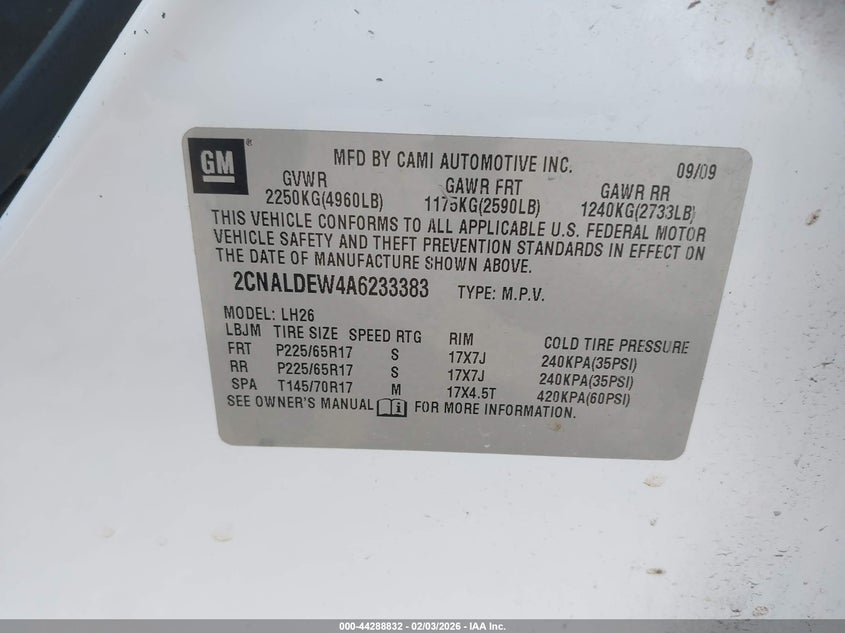 GM ®
MFD BY CAMI AUTOMOTIVE INC. 09/09
GVWR GAWR FRT GAWR RR
2250KG(4960LB) 1175KG(2590LB) 1240KG(2733LB)
THIS VEHICLE CONFORMS TO ALL APPLICABLE U.S. FEDERAL MOTOR
VEHICLE SAFETY AND THEFT PREVENTION STANDARDS IN EFFECT ON
THE DATE OF MANUFACTURE SHOWN ABOVE.
2CNALDEW4A6233383 TYPE: M.P.V.
MODEL: LH26
LBJM TIRE SIZE SPEED RTG RIM COLD TIRE PRESSURE
FRT P225/65R17 S 17X7J 240KPA(35PSI)
RR P225/65R17 S 17X7J 240KPA(35PSI)
SPA T145/70R17 M 17X4.5T 420KPA(60PSI)
SEE OWNER'S MANUAL i FOR MORE INFORMATION.
000-44288832 - 02/03/2026 - IAA Inc.